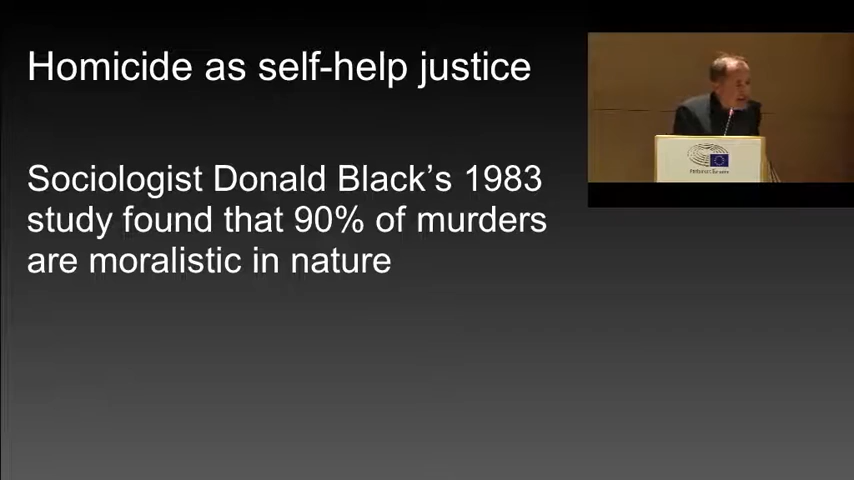 Homicide as self-help justice
Sociologist Donald Black’s 1983
study found that 90% of murders
are moralistic in nature